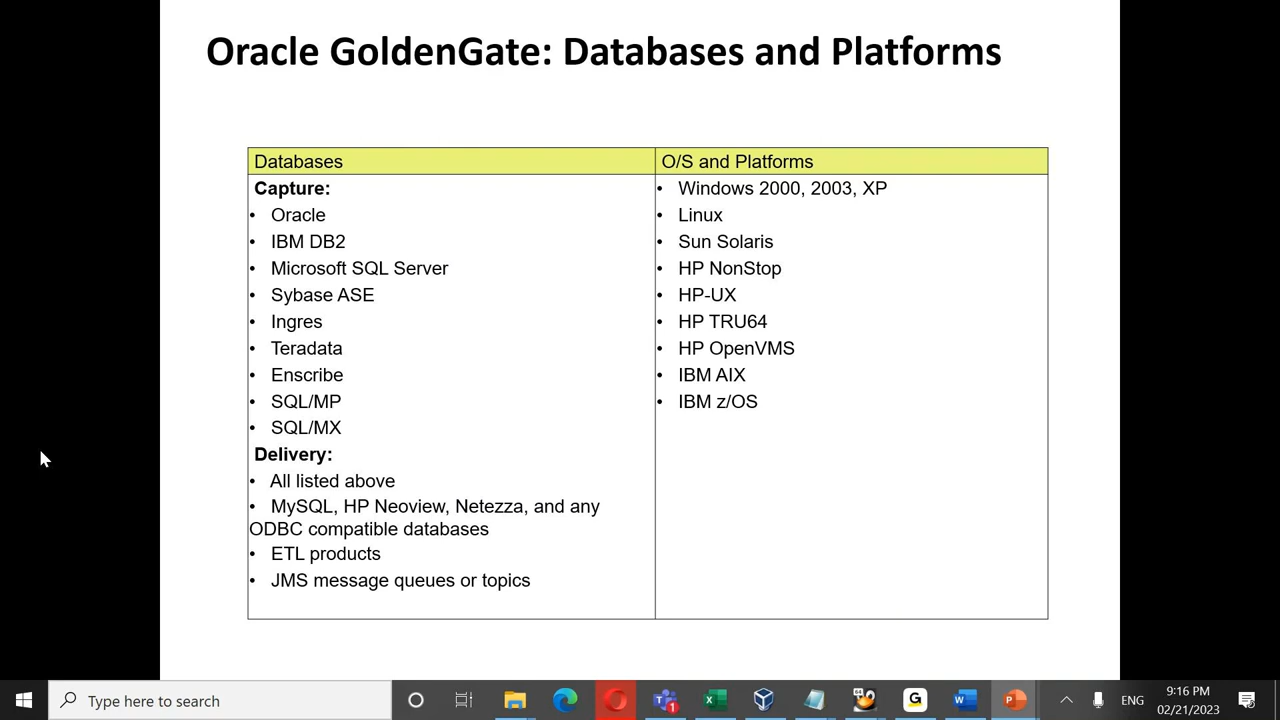 Oracle GoldenGate: Databases and Platforms
Databases
Capture:
• Oracle
• IBM DB2
• Microsoft SQL Server
• Sybase ASE
• Ingres
• Teradata
• Enscribe
• SQL/MP
• SQL/MX
Delivery:
• All listed above
• MySQL, HP Neoview, Netezza, and any
ODBC compatible databases
• ETL products
• JMS message queues or topics
O/S and Platforms
• Windows 2000, 2003, XP
• Linux
• Sun Solaris
• HP NonStop
• HP-UX
• HP TRU64
• HP OpenVMS
• IBM AIX
• IBM z/OS
Type here to search
1
G
ENG
9:16 PM
02/21/2023